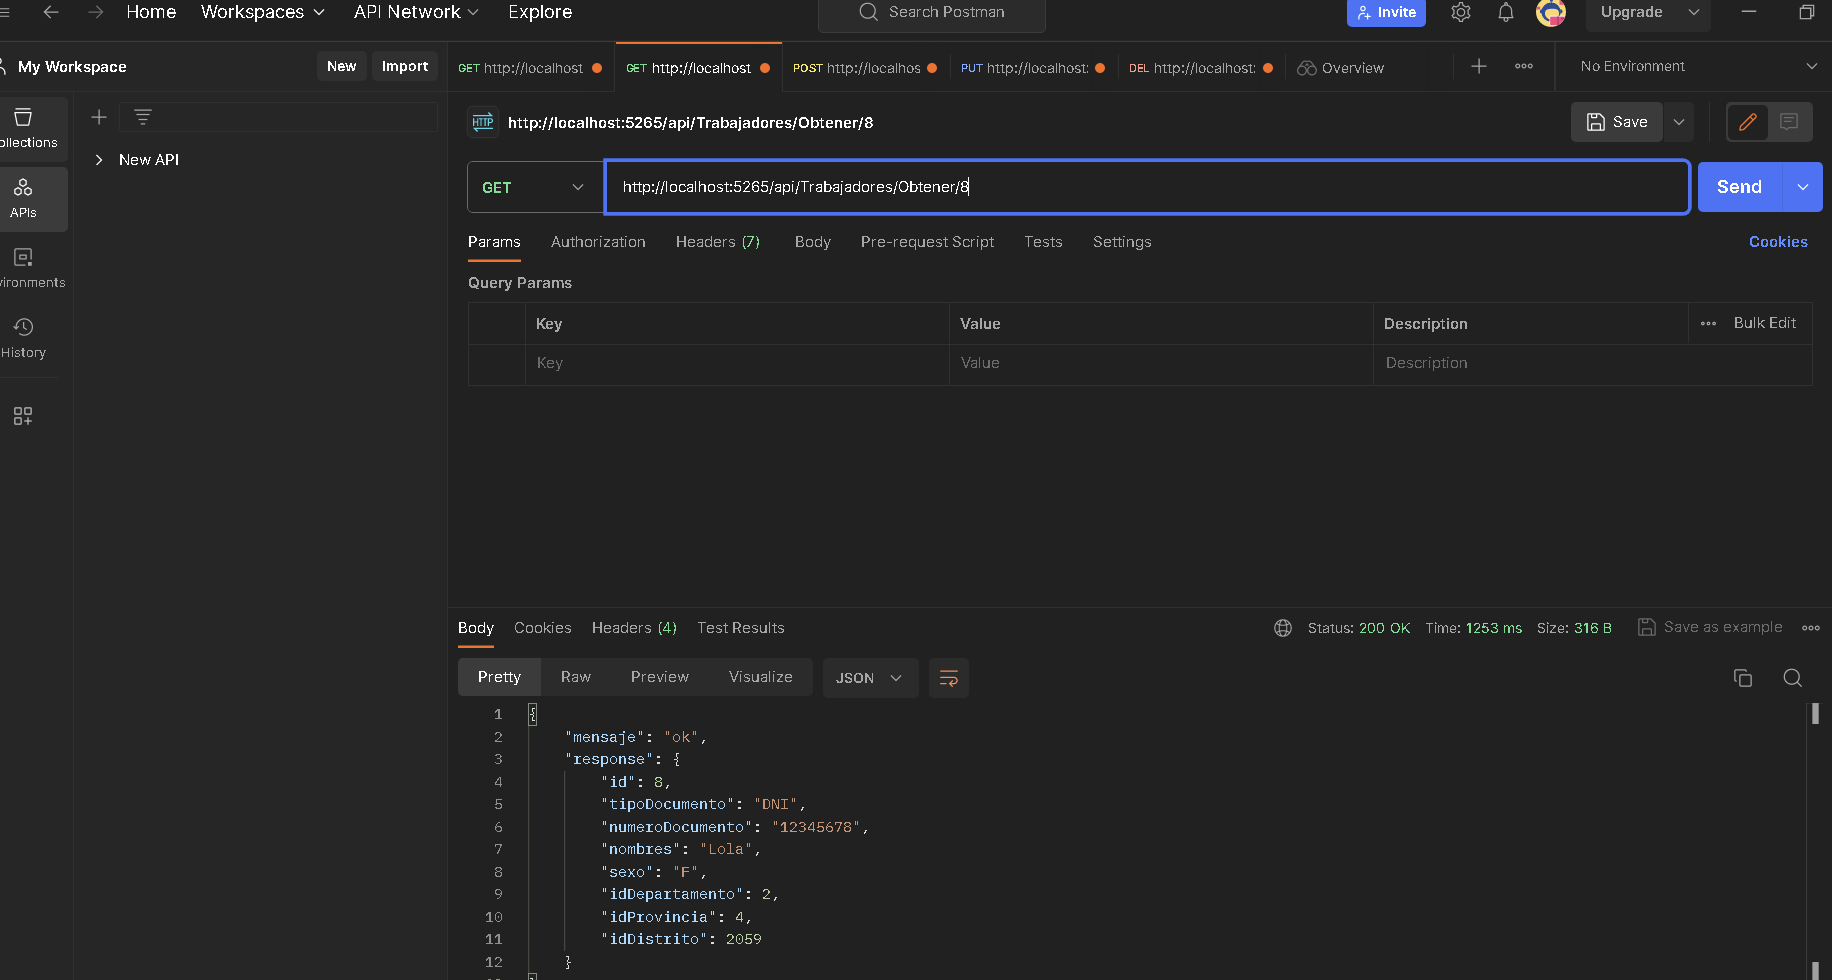 Home Workspaces API Network Explore Search Postman Invite Upgrade
My Workspace New Import GET http://localhost GET http://localhost POST http://localhos PUT http://localhost: DEL http://localhost: Overview No Environment
ollections
APIs
vironments
History
New API
HTTP http://localhost:5265/api/Trabajadores/Obtener/8 Save
GET http://localhost:5265/api/Trabajadores/Obtener/8 Send
Params Authorization Headers (7) Body Pre-request Script Tests Settings Cookies
Query Params
Key Value Description Bulk Edit
Key Value Description
Body Cookies Headers (4) Test Results Status: 200 OK Time: 1253 ms Size: 316 B Save as example
Pretty Raw Preview Visualize JSON
1 {
2 "mensaje": "ok",
3 "response": {
4 "id": 8,
5 "tipoDocumento": "DNI",
6 "numeroDocumento": "12345678",
7 "nombres": "Lola",
8 "sexo": "F",
9 "idDepartamento": 2,
10 "idProvincia": 4,
11 "idDistrito": 2059
12 }